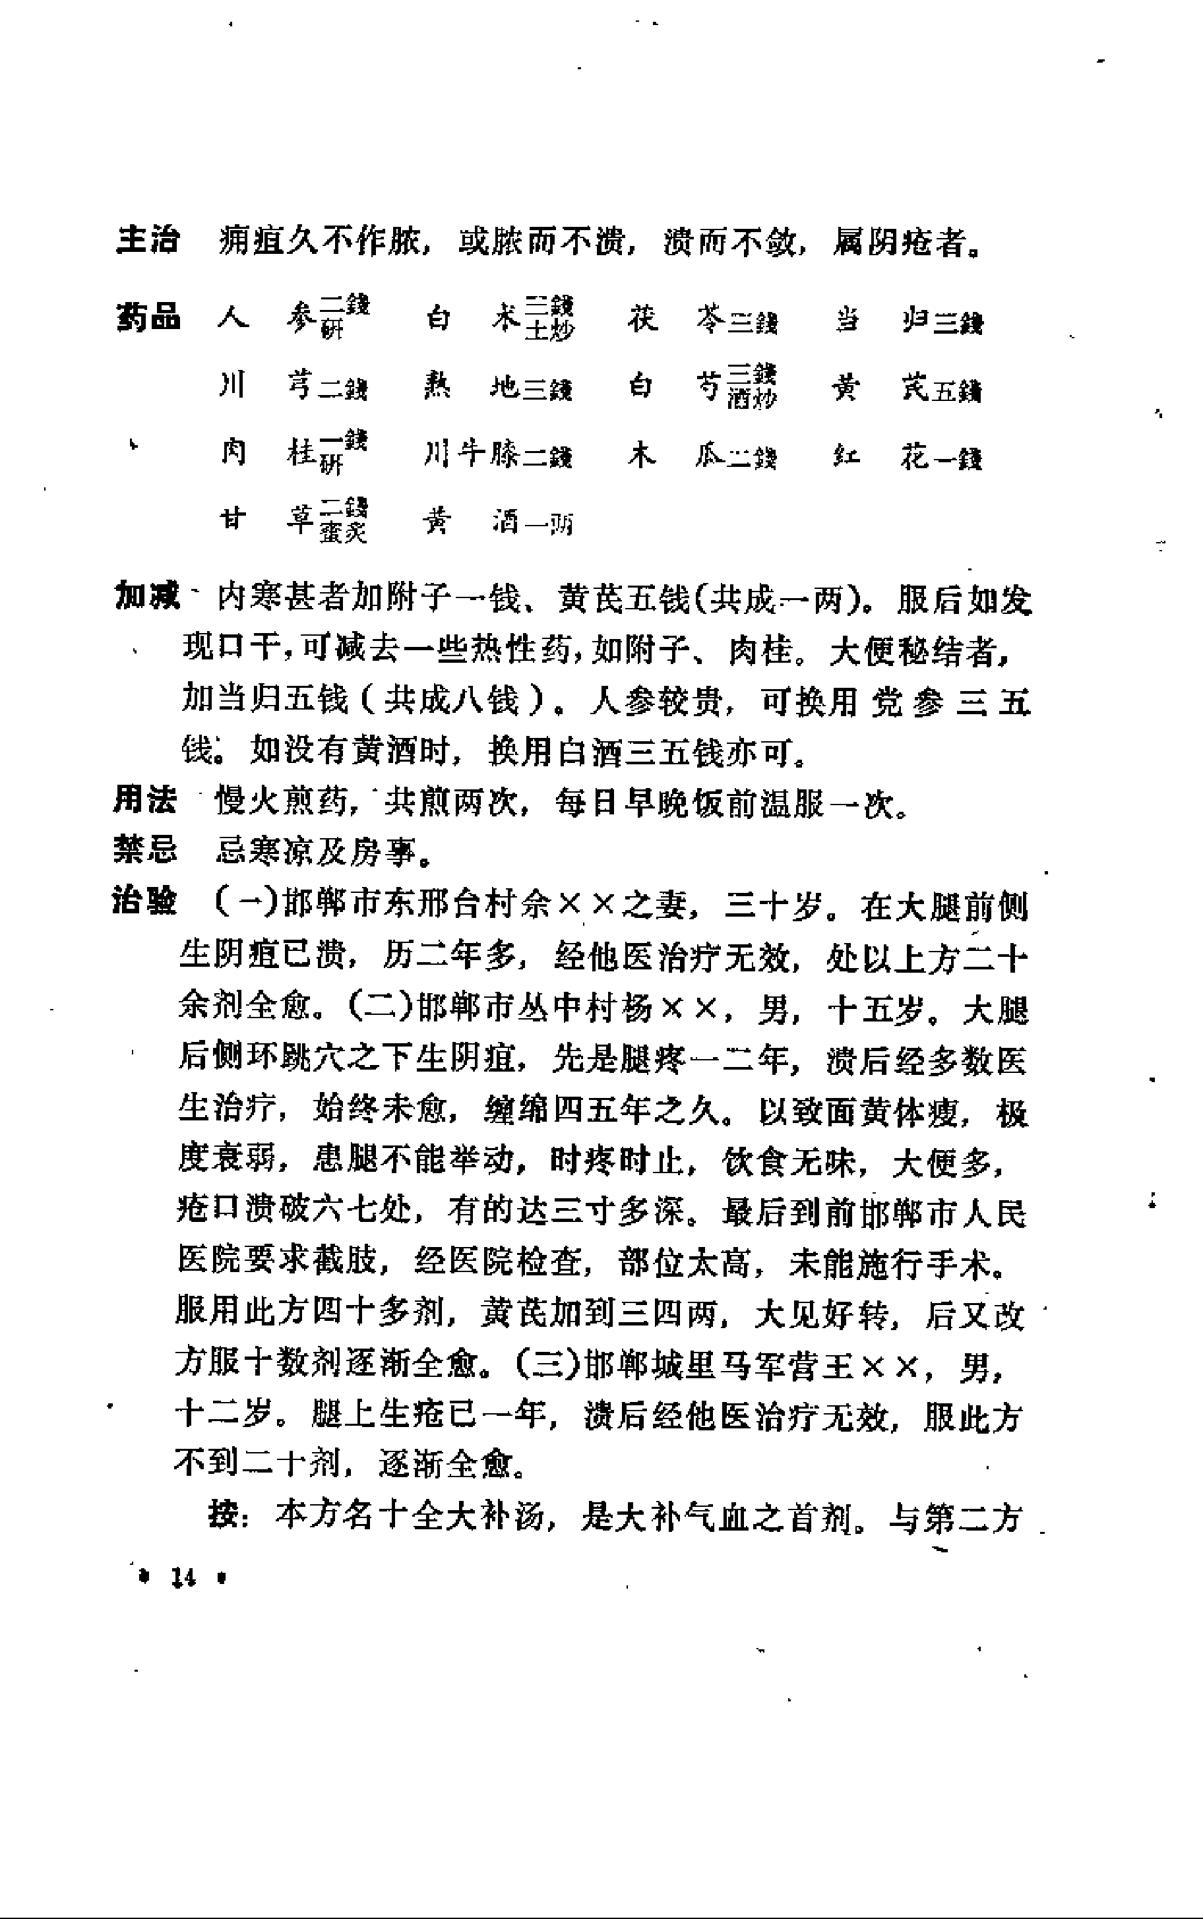 主治 痈疽久不作脓，或脓而不溃，溃而不敛，属阴疮者。
药品 人参二錢研 白术三錢土炒 茯苓三錢 当归三錢
川芎二錢 熟地三錢 白芍三錢酒炒 黄芪五錢
肉桂一錢研 川牛膝二錢 木瓜二錢 红花一錢
甘草二錢蜜炙 黄酒一两
加减 内寒甚者加附子一钱、黄芪五钱(共成一两)。服后如发
现口干，可减去一些热性药，如附子、肉桂。大便秘结者，
加当归五钱(共成八钱)。人参较贵，可换用党参三五
钱。如没有黄酒时，换用白酒三五钱亦可。
用法 慢火煎药，共煎两次，每日早晚饭前温服一次。
禁忌 忌寒凉及房事。
治验 (一)邯郸市东邢台村余××之妻，三十岁。在大腿前侧
生阴疽已溃，历二年多，经他医治疗无效，处以上方二十
余剂全愈。(二)邯郸市丛中村杨××，男，十五岁。大腿
后侧环跳穴之下生阴疽，先是腿疼一二年，溃后经多数医
生治疗，始终未愈，缠绵四五年之久。以致面黄体瘦，极
度衰弱，患腿不能举动，时疼时止，饮食无味，大便多，
疮口溃破六七处，有的达三寸多深。最后到前邯郸市人民
医院要求截肢，经医院检查，部位太高，未能施行手术。
服用此方四十多剂，黄芪加到三四两，大见好转，后又改
方服十数剂逐渐全愈。(三)邯郸城里马军营王××，男，
十二岁。腿上生疮已一年，溃后经他医治疗无效，服此方
不到二十剂，逐渐全愈。
按：本方名十全大补汤，是大补气血之首剂。与第二方
• 14 •